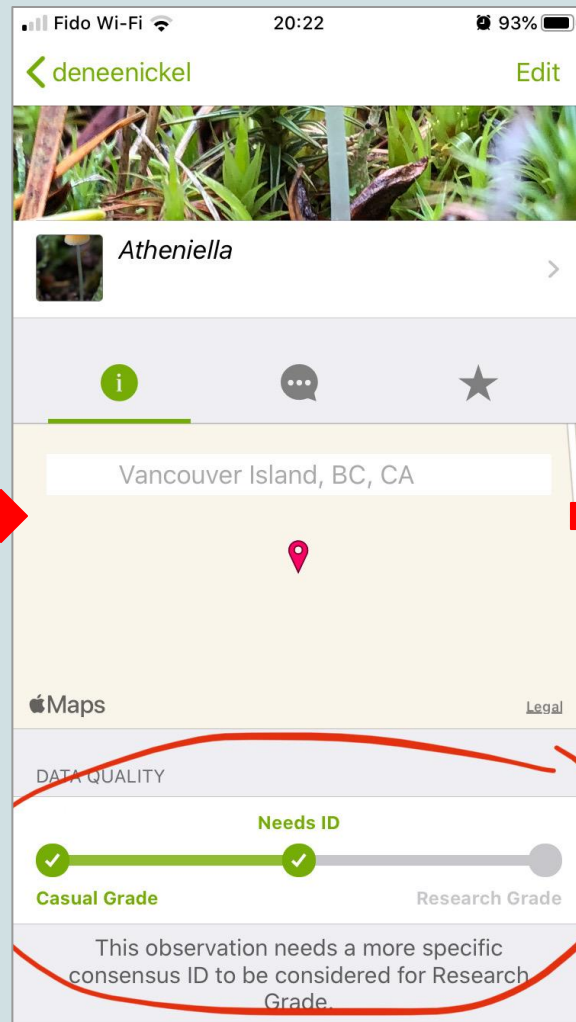 Fido Wi-Fi 20:22 93%
deneenickel Edit
Atheniella
Vancouver Island, BC, CA
Maps Legal
DATA QUALITY
Needs ID
Casual Grade Research Grade
This observation needs a more specific
consensus ID to be considered for Research
Grade.